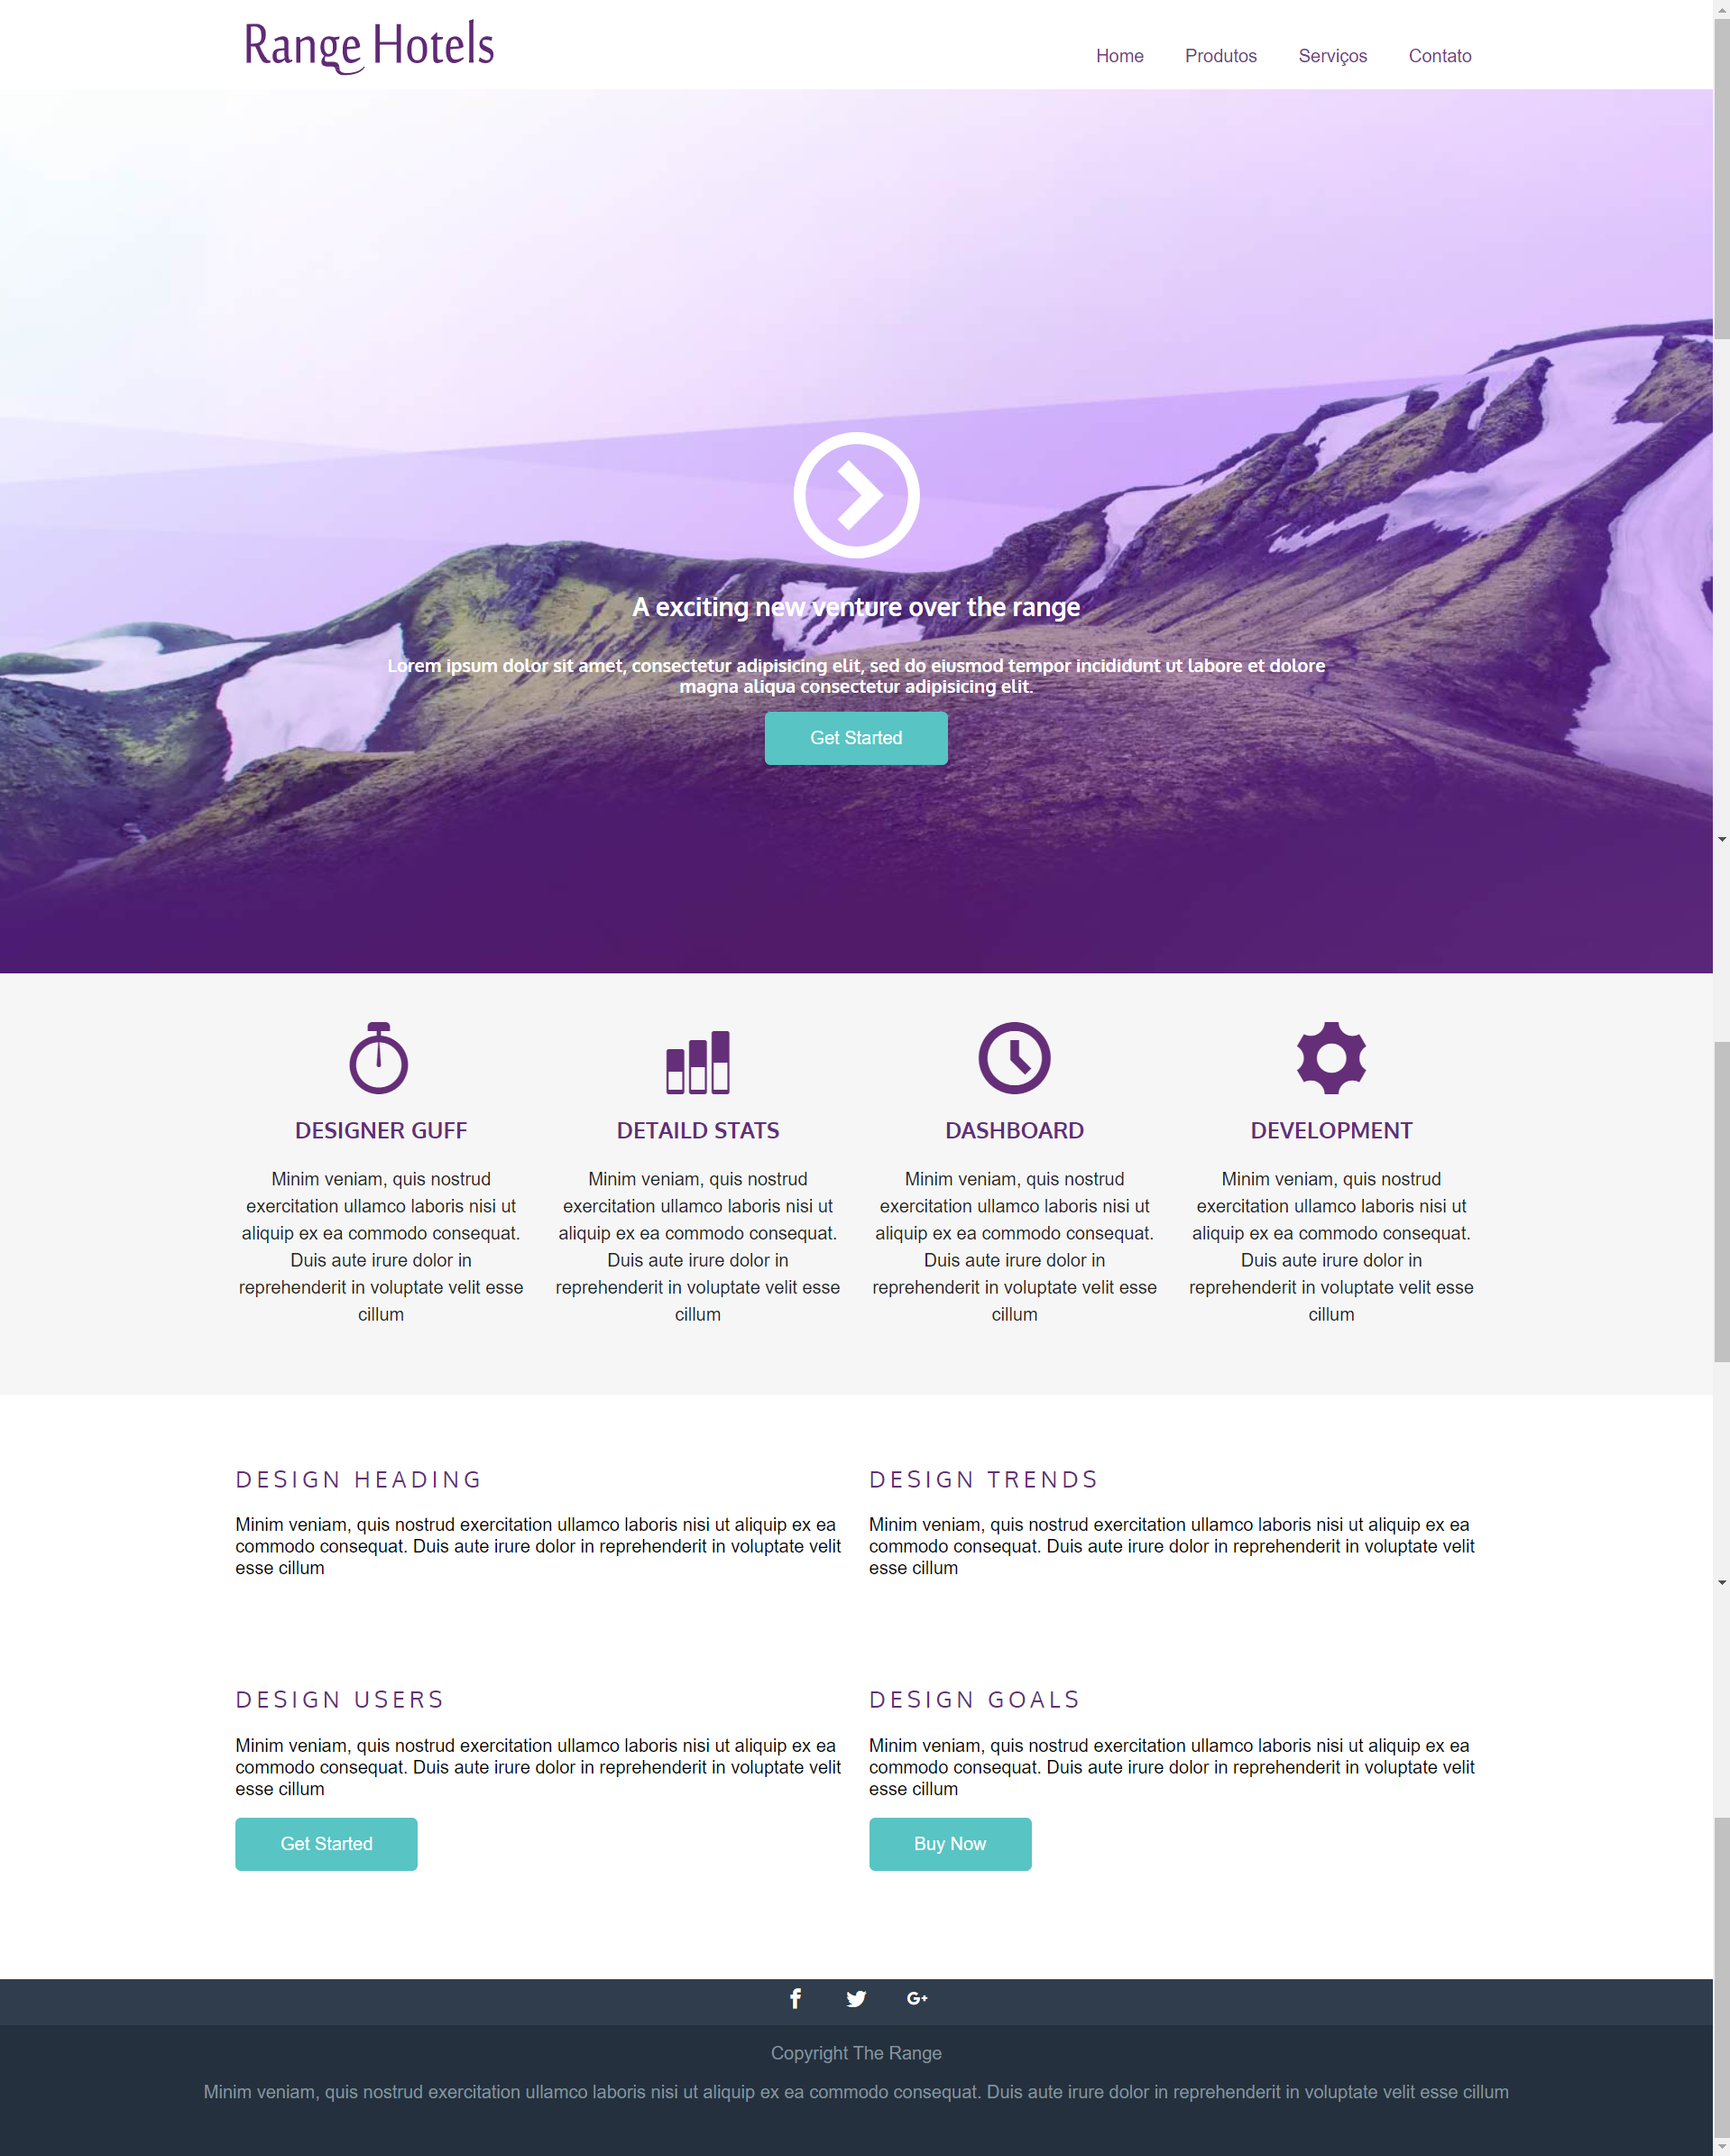 Range Hotels
Home Produtos Serviços Contato
A exciting new venture over the range
Lorem ipsum dolor sit amet, consectetur adipisicing elit, sed do eiusmod tempor incididunt ut labore et dolore
magna aliqua consectetur adipisicing elit.
Get Started
DESIGNER GUFF
Minim veniam, quis nostrud
exercitation ullamco laboris nisi ut
aliquip ex ea commodo consequat.
Duis aute irure dolor in
reprehenderit in voluptate velit esse
cillum
DETAILD STATS
Minim veniam, quis nostrud
exercitation ullamco laboris nisi ut
aliquip ex ea commodo consequat.
Duis aute irure dolor in
reprehenderit in voluptate velit esse
cillum
DASHBOARD
Minim veniam, quis nostrud
exercitation ullamco laboris nisi ut
aliquip ex ea commodo consequat.
Duis aute irure dolor in
reprehenderit in voluptate velit esse
cillum
DEVELOPMENT
Minim veniam, quis nostrud
exercitation ullamco laboris nisi ut
aliquip ex ea commodo consequat.
Duis aute irure dolor in
reprehenderit in voluptate velit esse
cillum
DESIGN HEADING
Minim veniam, quis nostrud exercitation ullamco laboris nisi ut aliquip ex ea
commodo consequat. Duis aute irure dolor in reprehenderit in voluptate velit
esse cillum
DESIGN TRENDS
Minim veniam, quis nostrud exercitation ullamco laboris nisi ut aliquip ex ea
commodo consequat. Duis aute irure dolor in reprehenderit in voluptate velit
esse cillum
DESIGN USERS
Minim veniam, quis nostrud exercitation ullamco laboris nisi ut aliquip ex ea
commodo consequat. Duis aute irure dolor in reprehenderit in voluptate velit
esse cillum
Get Started
DESIGN GOALS
Minim veniam, quis nostrud exercitation ullamco laboris nisi ut aliquip ex ea
commodo consequat. Duis aute irure dolor in reprehenderit in voluptate velit
esse cillum
Buy Now
Copyright The Range
Minim veniam, quis nostrud exercitation ullamco laboris nisi ut aliquip ex ea commodo consequat. Duis aute irure dolor in reprehenderit in voluptate velit esse cillum